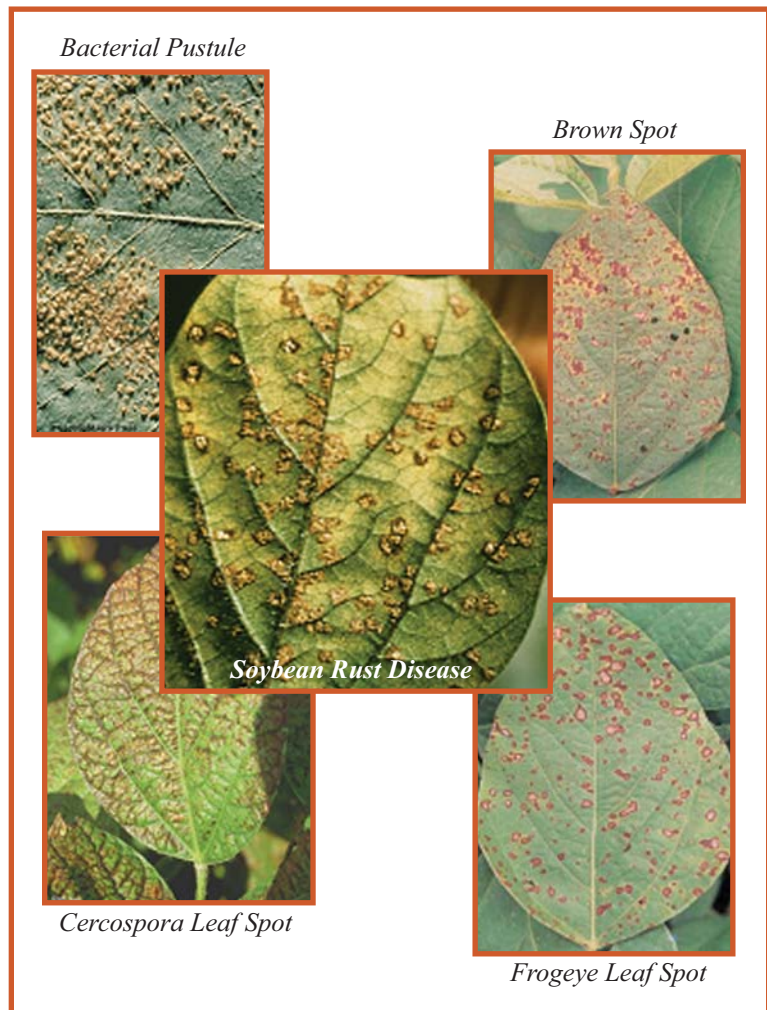 Bacterial Pustule
Brown Spot
Soybean Rust Disease
Cercospora Leaf Spot
Frogeye Leaf Spot